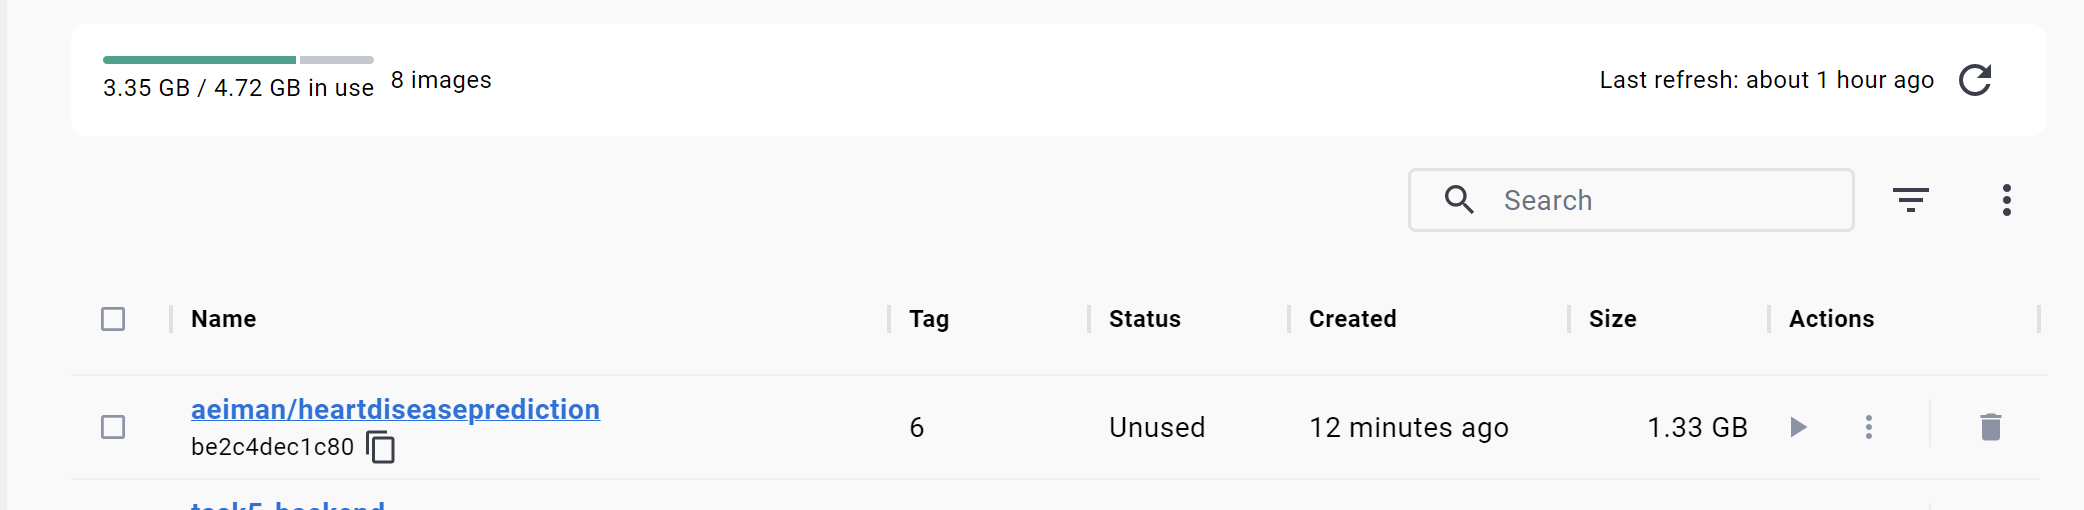 3.35 GB / 4.72 GB in use
8 images
Last refresh: about 1 hour ago
Search
Name Tag Status Created Size Actions
aeiman/heartdiseaseprediction
be2c4dec1c80
6 Unused 12 minutes ago 1.33 GB